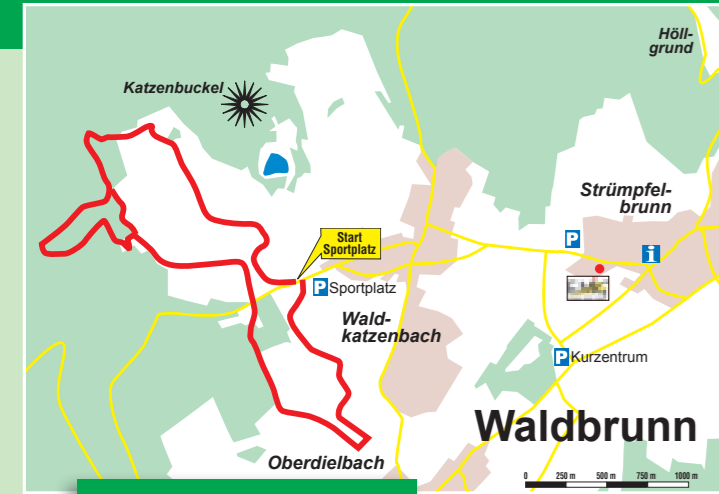 Höll-
grund
Katzenbuckel
Strümpfel-
brunn
Start
Sportplatz
P
i
P Sportplatz
Wald-
katzenbach
P Kurzentrum
Waldbrunn
Oberdielbach
0 250 m 500 m 750 m 1000 m